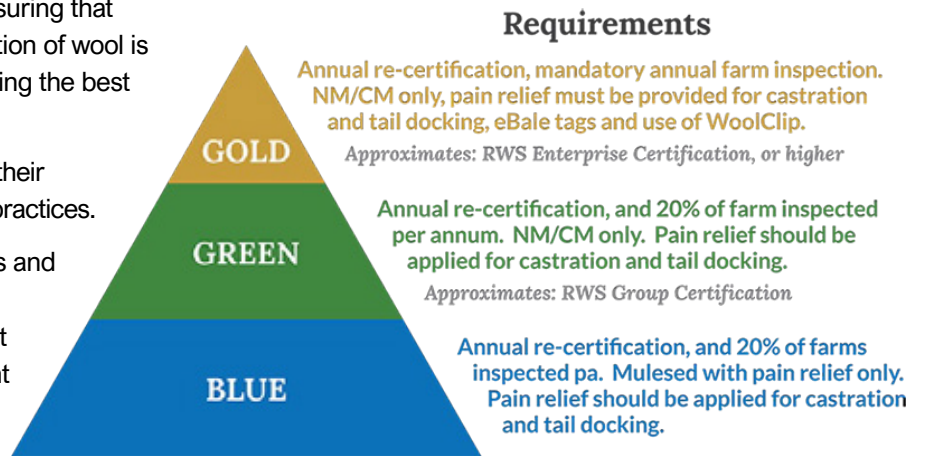 suring that
tion of wool is
ing the best
their
practices.
s and
t
t
Requirements
GOLD
Annual re-certification, mandatory annual farm inspection.
NM/CM only, pain relief must be provided for castration
and tail docking, eBale tags and use of WoolClip.
Approximates: RWS Enterprise Certification, or higher
GREEN
Annual re-certification, and 20% of farm inspected
per annum. NM/CM only. Pain relief should be
applied for castration and tail docking.
Approximates: RWS Group Certification
BLUE
Annual re-certification, and 20% of farms
inspected pa. Mulesed with pain relief only.
Pain relief should be applied for castration
and tail docking.